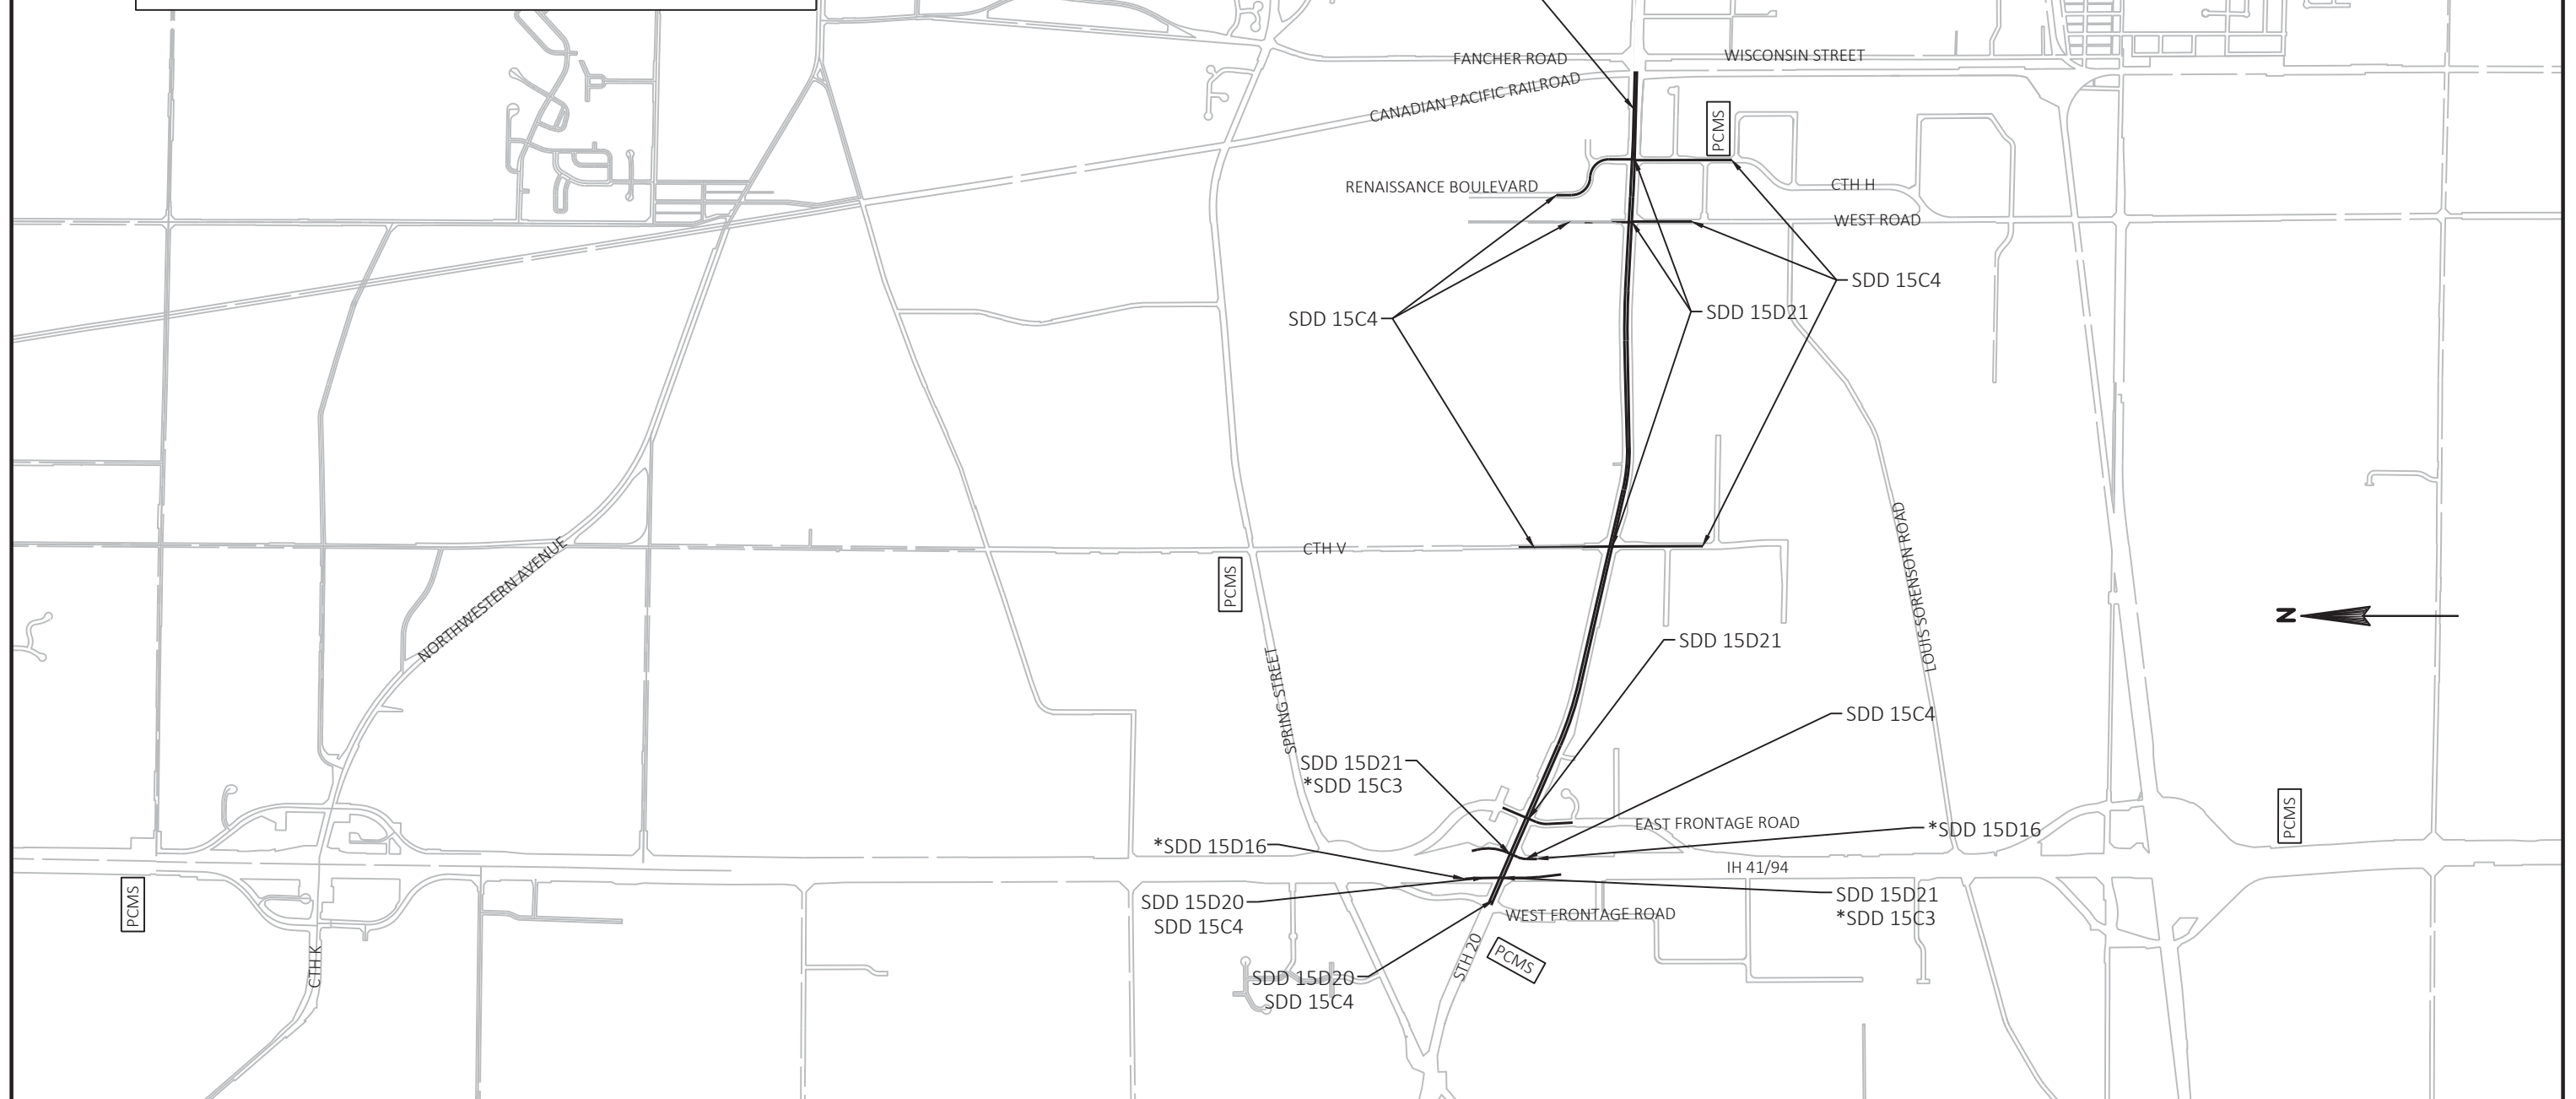 FANCHER ROAD
WISCONSIN STREET
CANADIAN PACIFIC RAILROAD
PCMS
RENAISSANCE BOULEVARD
CTH H
WEST ROAD
SDD 15C4
SDD 15D21
SDD 15C4
NORTHWESTERN AVENUE
CTH V
PCMS
LOUIS SORENSON ROAD
N
SPRING STREET
SDD 15D21
SDD 15C4
SDD 15D21
*SDD 15C3
EAST FRONTAGE ROAD
*SDD 15D16
PCMS
*SDD 15D16
IH 41/94
PCMS
SDD 15D20
SDD 15C4
SDD 15D21
*SDD 15C3
WEST FRONTAGE ROAD
CTH K
STH 20
PCMS
SDD 15D20
SDD 15C4